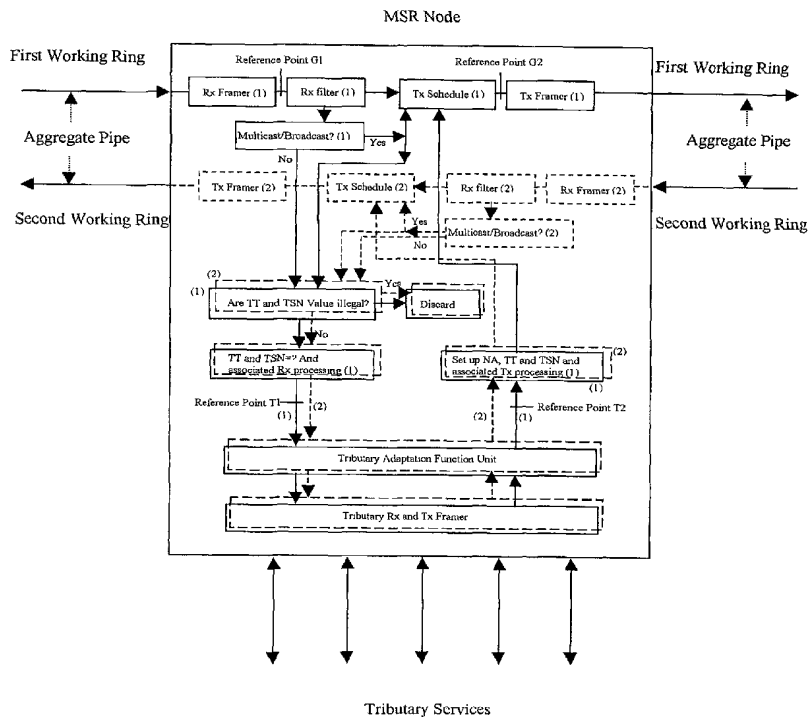 MSR Node
First Working Ring
Reference Point G1
Reference Point G2
First Working Ring
Rx Framer (1)
Rx filter (1)
Tx Schedule (1)
Tx Framer (1)
Aggregate Pipe
Multicast/Broadcast? (1)
Yes
Aggregate Pipe
No
Tx Framer (2)
Tx Schedule (2)
Rx filter (2)
Rx Framer (2)
Second Working Ring
Yes
Multicast/Broadcast? (2)
Second Working Ring
No
(2)
(1)
Are TT and TSN Value illegal?
Yes
Discard
No
TT and TSN=? And
associated Rx processing (1)
Set up NA, TT and TSN and
associated Tx processing (1)
(2)
(1)
Reference Point T1
(1)
(2)
(2)
(1)
Reference Point T2
Tributary Adaptation Function Unit
Tributary Rx and Tx Framer
Tributary Services